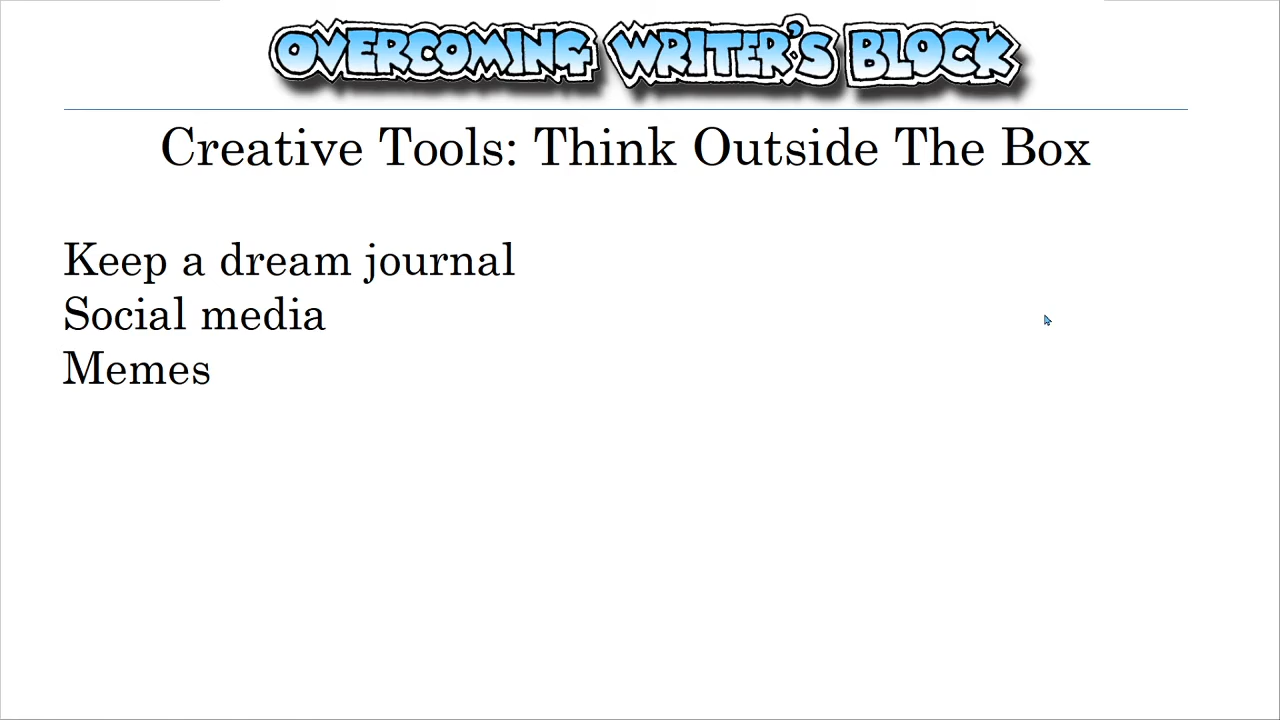 OVERCOMING WRITER'S BLOCK
Creative Tools: Think Outside The Box
Keep a dream journal
Social media
Memes